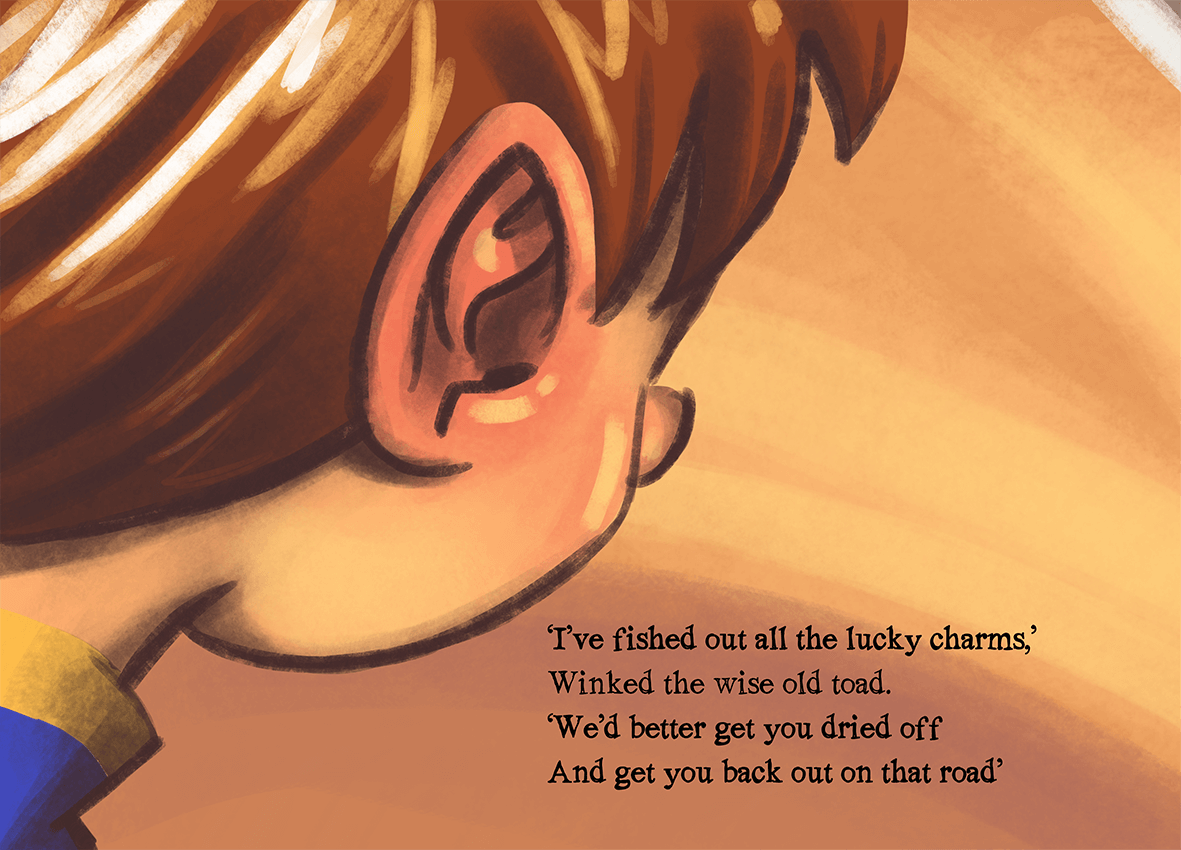 ‘I’ve fished out all the lucky charms,’
Winked the wise old toad.
‘We’d better get you dried off
And get you back out on that road’